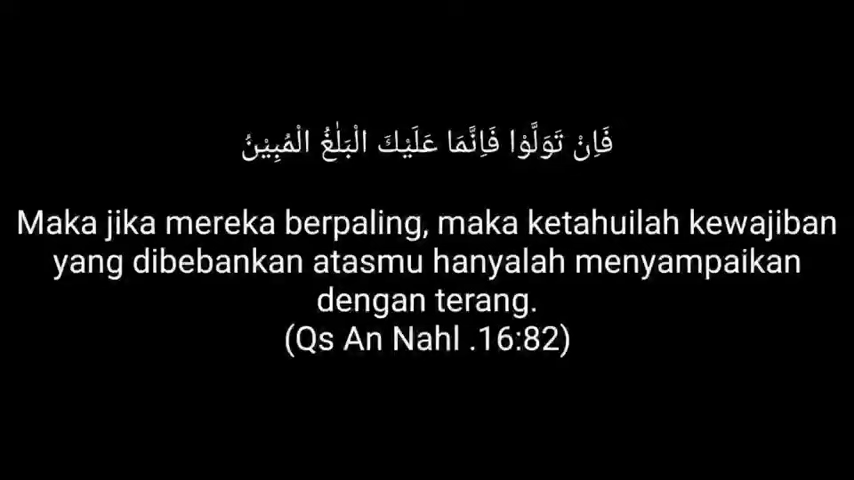 فَاِنْ تَوَلَّوْا فَاِنَّمَا عَلَيْكَ الْبَلٰغُ الْمُبِيْنُ
Maka jika mereka berpaling, maka ketahuilah kewajiban
yang dibebankan atasmu hanyalah menyampaikan
dengan terang.
(Qs An Nahl .16:82)